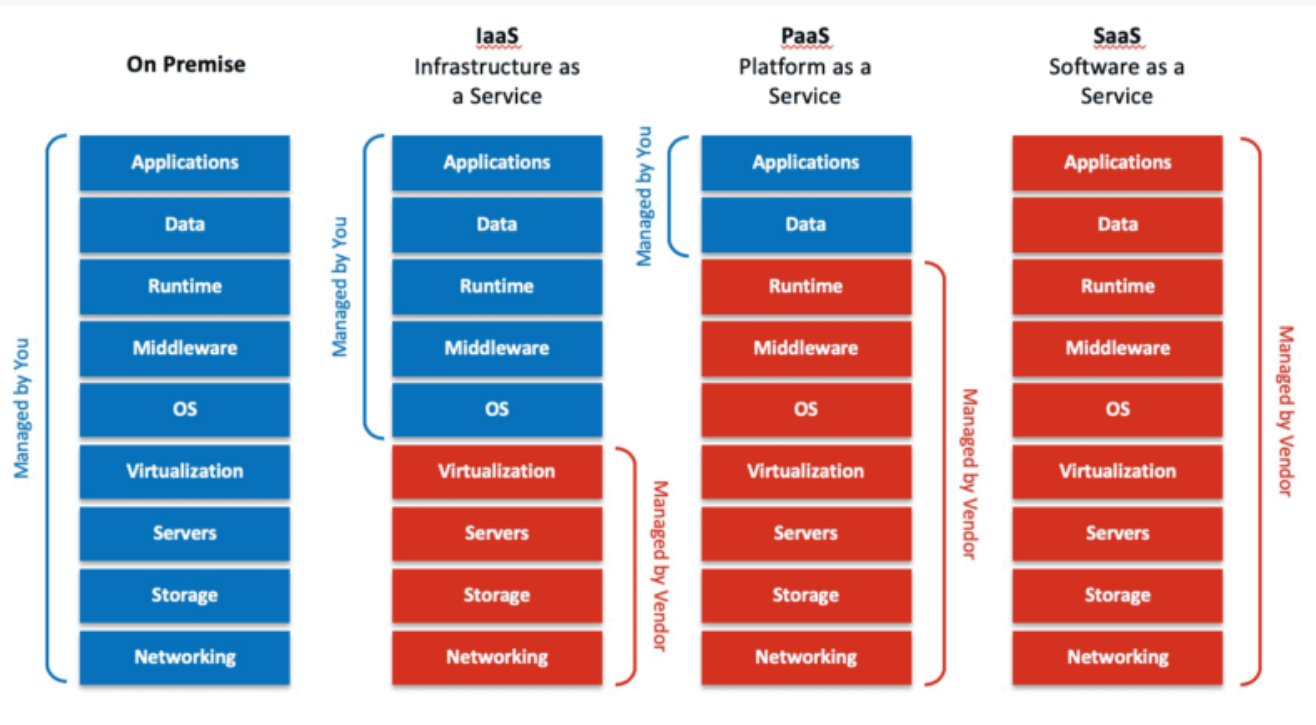 On Premise
IaaS
Infrastructure as
a Service
PaaS
Platform as a
Service
SaaS
Software as a
Service
Managed by You
Applications
Data
Runtime
Middleware
OS
Virtualization
Servers
Storage
Networking
Managed by You
Applications
Data
Runtime
Middleware
OS
Virtualization
Servers
Storage
Networking
Managed by Vendor
Managed by You
Applications
Data
Runtime
Middleware
OS
Virtualization
Servers
Storage
Networking
Managed by Vendor
Applications
Data
Runtime
Middleware
OS
Virtualization
Servers
Storage
Networking
Managed by Vendor